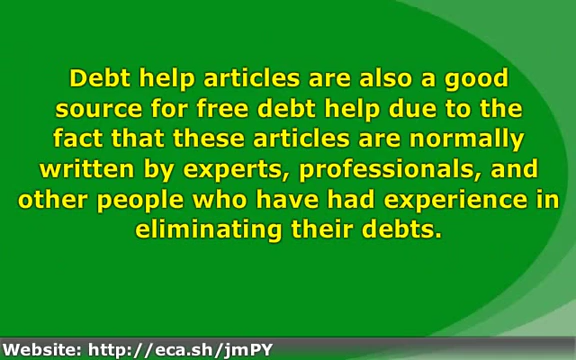 Debt help articles are also a good
source for free debt help due to the
fact that these articles are normally
written by experts, professionals, and
other people who have had experience in
eliminating their debts.
Website: http://eca.sh/jmPY